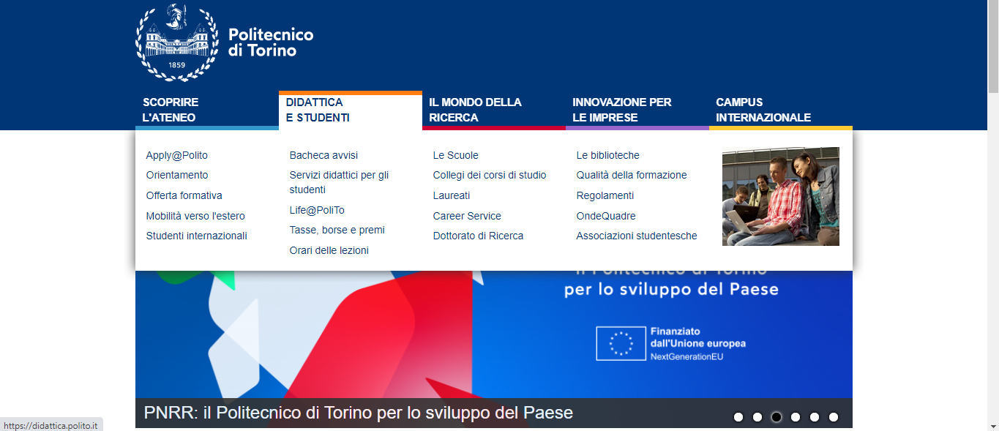 1859
Politecnico
di Torino
SCOPRIRE
L'ATENEO
DIDATTICA
E STUDENTI
IL MONDO DELLA
RICERCA
INNOVAZIONE PER
LE IMPRESE
CAMPUS
INTERNAZIONALE
Apply@Polito
Orientamento
Offerta formativa
Mobilità verso l'estero
Studenti internazionali
Bacheca avvisi
Servizi didattici per gli
studenti
Life@PoliTo
Tasse, borse e premi
Orari delle lezioni
Le Scuole
Collegi dei corsi di studio
Laureati
Career Service
Dottorato di Ricerca
Le biblioteche
Qualità della formazione
Regolamenti
OndeQuadre
Associazioni studentesche
il Politecnico di Torino
per lo sviluppo del Paese
Finanziato
dall'Unione europea
NextGenerationEU
PNRR: il Politecnico di Torino per lo sviluppo del Paese
https://didattica.polito.it